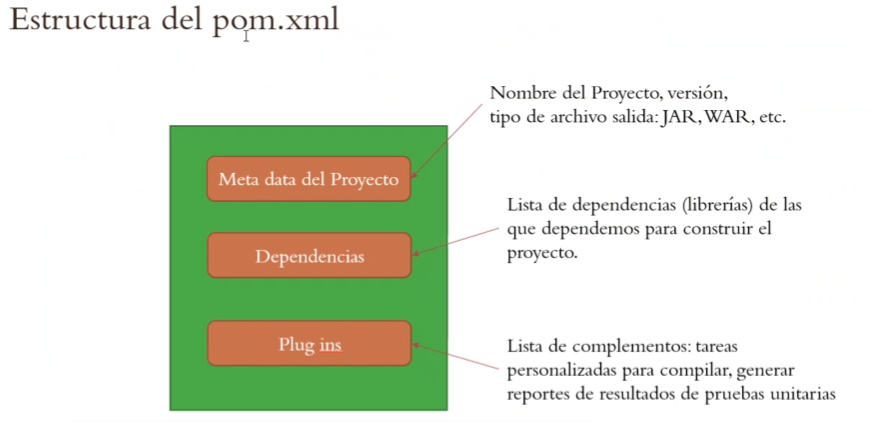 Estructura del pom.xml
Nombre del Proyecto, versión,
tipo de archivo salida: JAR, WAR, etc.
Meta data del Proyecto
Lista de dependencias (librerías) de las
que dependemos para construir el
proyecto.
Dependencias
Plug ins
Lista de complementos: tareas
personalizadas para compilar, generar
reportes de resultados de pruebas unitarias